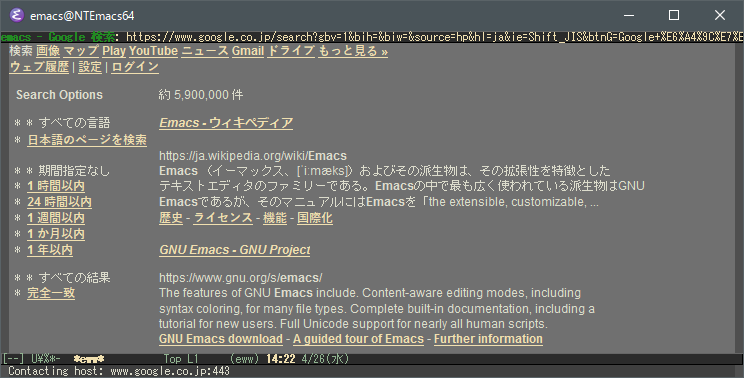 emacs@NTEmacs64
emacs - Google 検索: https://www.google.co.jp/search?gbv=1&bih=&biw=&source=hp&hl=ja&ie=Shift_JIS&btnG=Google+%E6%A4%9C%E7%E
検索 画像 マップ Play YouTube ニュース Gmail ドライブ もっと見る »
ウェブ履歴 | 設定 | ログイン
Search Options 約 5,900,000 件
* * すべての言語 Emacs - ウィキペディア
* 日本語のページを検索
https://ja.wikipedia.org/wiki/Emacs
* * 期間指定なし Emacs （イーマックス、[ˈiːmæks]）およびその派生物は、その拡張性を特徴とした
* 1 時間以内 テキストエディタのファミリーである。Emacsの中で最も広く使われている派生物はGNU
* 24 時間以内 Emacsであるが、そのマニュアルにはEmacsを「the extensible, customizable, ...
* 1 週間以内 歴史 - ライセンス - 機能 - 国際化
* 1 か月以内
* 1 年以内 GNU Emacs - GNU Project
* * すべての結果 https://www.gnu.org/s/emacs/
* 完全一致 The features of GNU Emacs include. Content-aware editing modes, including
syntax coloring, for many file types. Complete built-in documentation, including a
tutorial for new users. Full Unicode support for nearly all human scripts.
GNU Emacs download - A guided tour of Emacs - Further information
[--] U¥%*- *eww* Top L1 (eww) 14:22 4/26(水)
Contacting host: www.google.co.jp:443